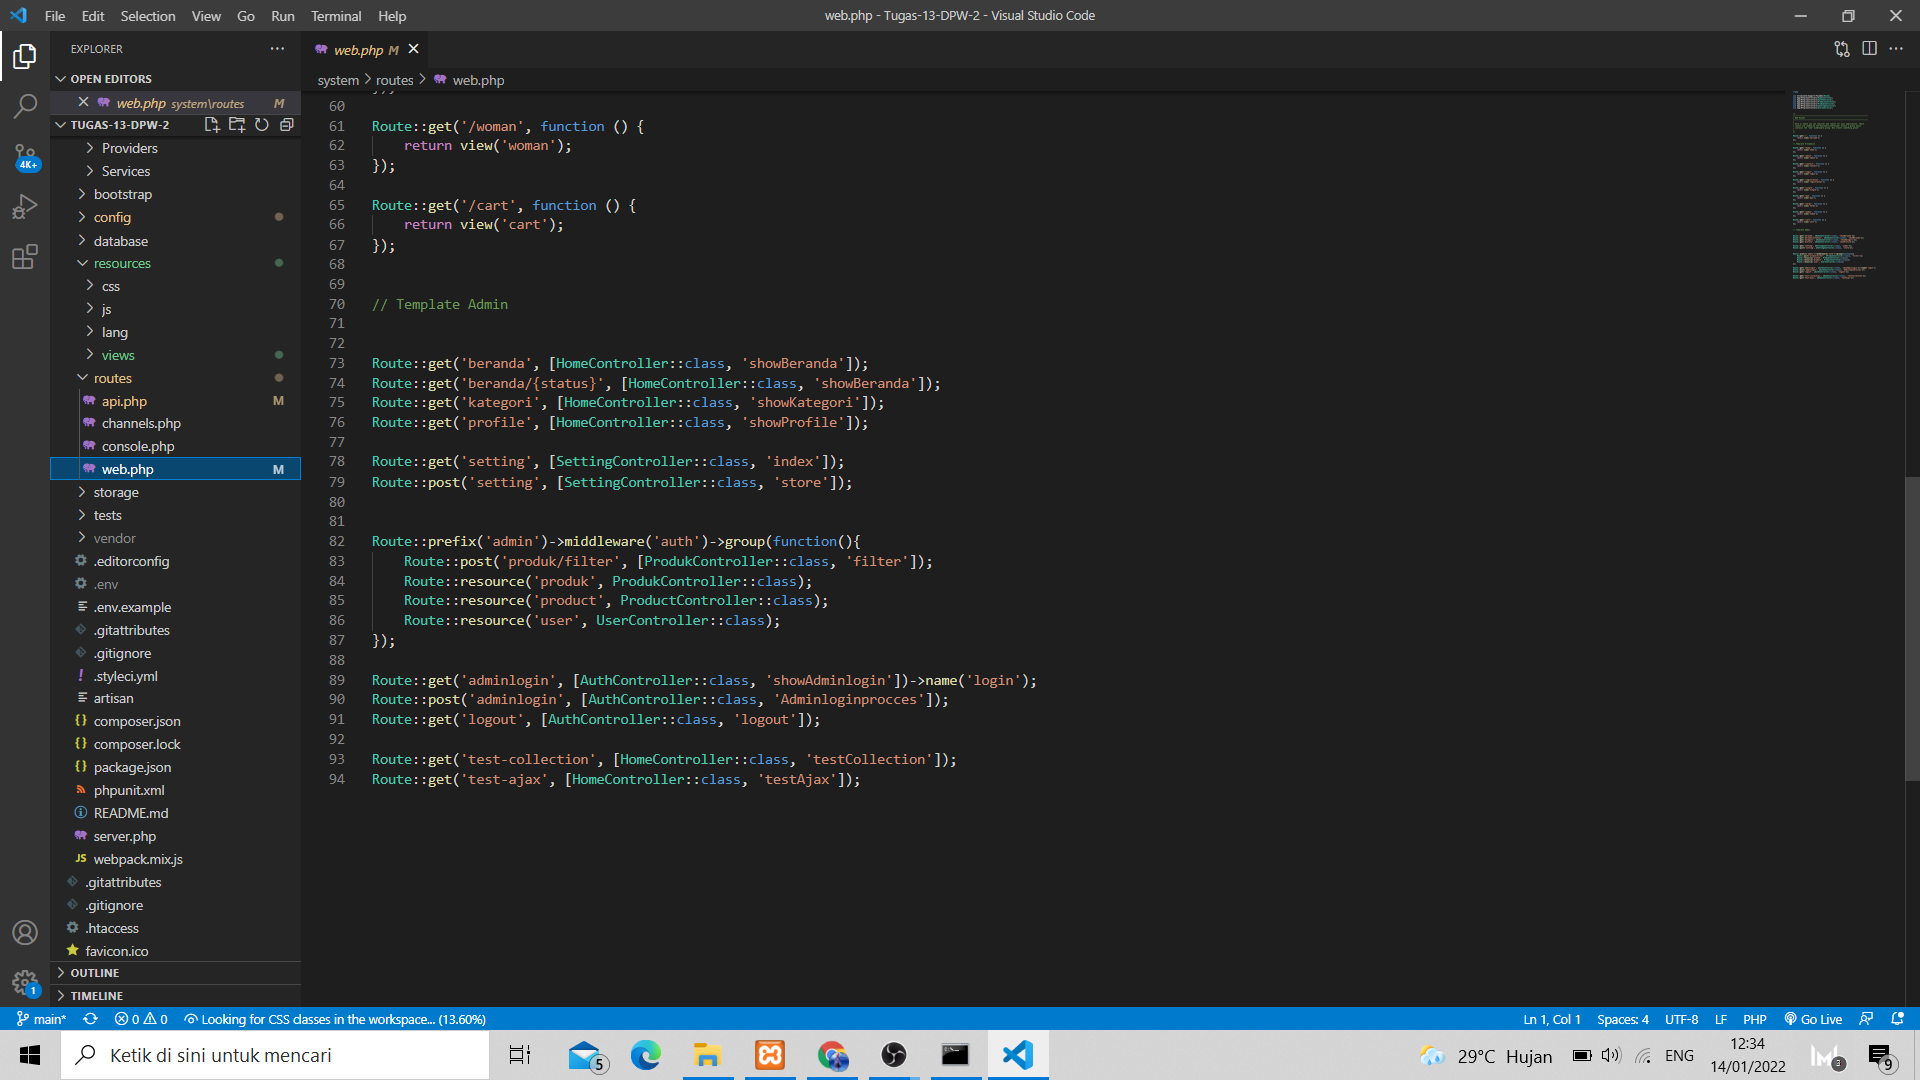 File Edit Selection View Go Run Terminal Help
web.php - Tugas-13-DPW-2 - Visual Studio Code
EXPLORER
OPEN EDITORS
web.php system\routes M
TUGAS-13-DPW-2
Providers
Services
bootstrap
config
database
resources
css
js
lang
views
routes
api.php M
channels.php
console.php
web.php M
storage
tests
vendor
.editorconfig
.env
.env.example
.gitattributes
.gitignore
.styleci.yml
artisan
composer.json
composer.lock
package.json
phpunit.xml
README.md
server.php
webpack.mix.js
.gitattributes
.gitignore
.htaccess
favicon.ico
OUTLINE
TIMELINE
4K+
1
web.php M
system > routes > web.php
60
61 Route::get('/woman', function () {
62     return view('woman');
63 });
64
65 Route::get('/cart', function () {
66     return view('cart');
67 });
68
69
70 // Template Admin
71
72
73 Route::get('beranda', [HomeController::class, 'showBeranda']);
74 Route::get('beranda/{status}', [HomeController::class, 'showBeranda']);
75 Route::get('kategori', [HomeController::class, 'showKategori']);
76 Route::get('profile', [HomeController::class, 'showProfile']);
77
78 Route::get('setting', [SettingController::class, 'index']);
79 Route::post('setting', [SettingController::class, 'store']);
80
81
82 Route::prefix('admin')->middleware('auth')->group(function(){
83     Route::post('produk/filter', [ProdukController::class, 'filter']);
84     Route::resource('produk', ProdukController::class);
85     Route::resource('product', ProductController::class);
86     Route::resource('user', UserController::class);
87 });
88
89 Route::get('adminlogin', [AuthController::class, 'showAdminlogin'])->name('login');
90 Route::post('adminlogin', [AuthController::class, 'Adminloginprocces']);
91 Route::get('logout', [AuthController::class, 'logout']);
92
93 Route::get('test-collection', [HomeController::class, 'testCollection']);
94 Route::get('test-ajax', [HomeController::class, 'testAjax']);
main* 0 0 Looking for CSS classes in the workspace... (13.60%)
Ln 1, Col 1 Spaces: 4 UTF-8 LF PHP Go Live
Ketik di sini untuk mencari
5
29°C Hujan
ENG
12:34
14/01/2022
3
9